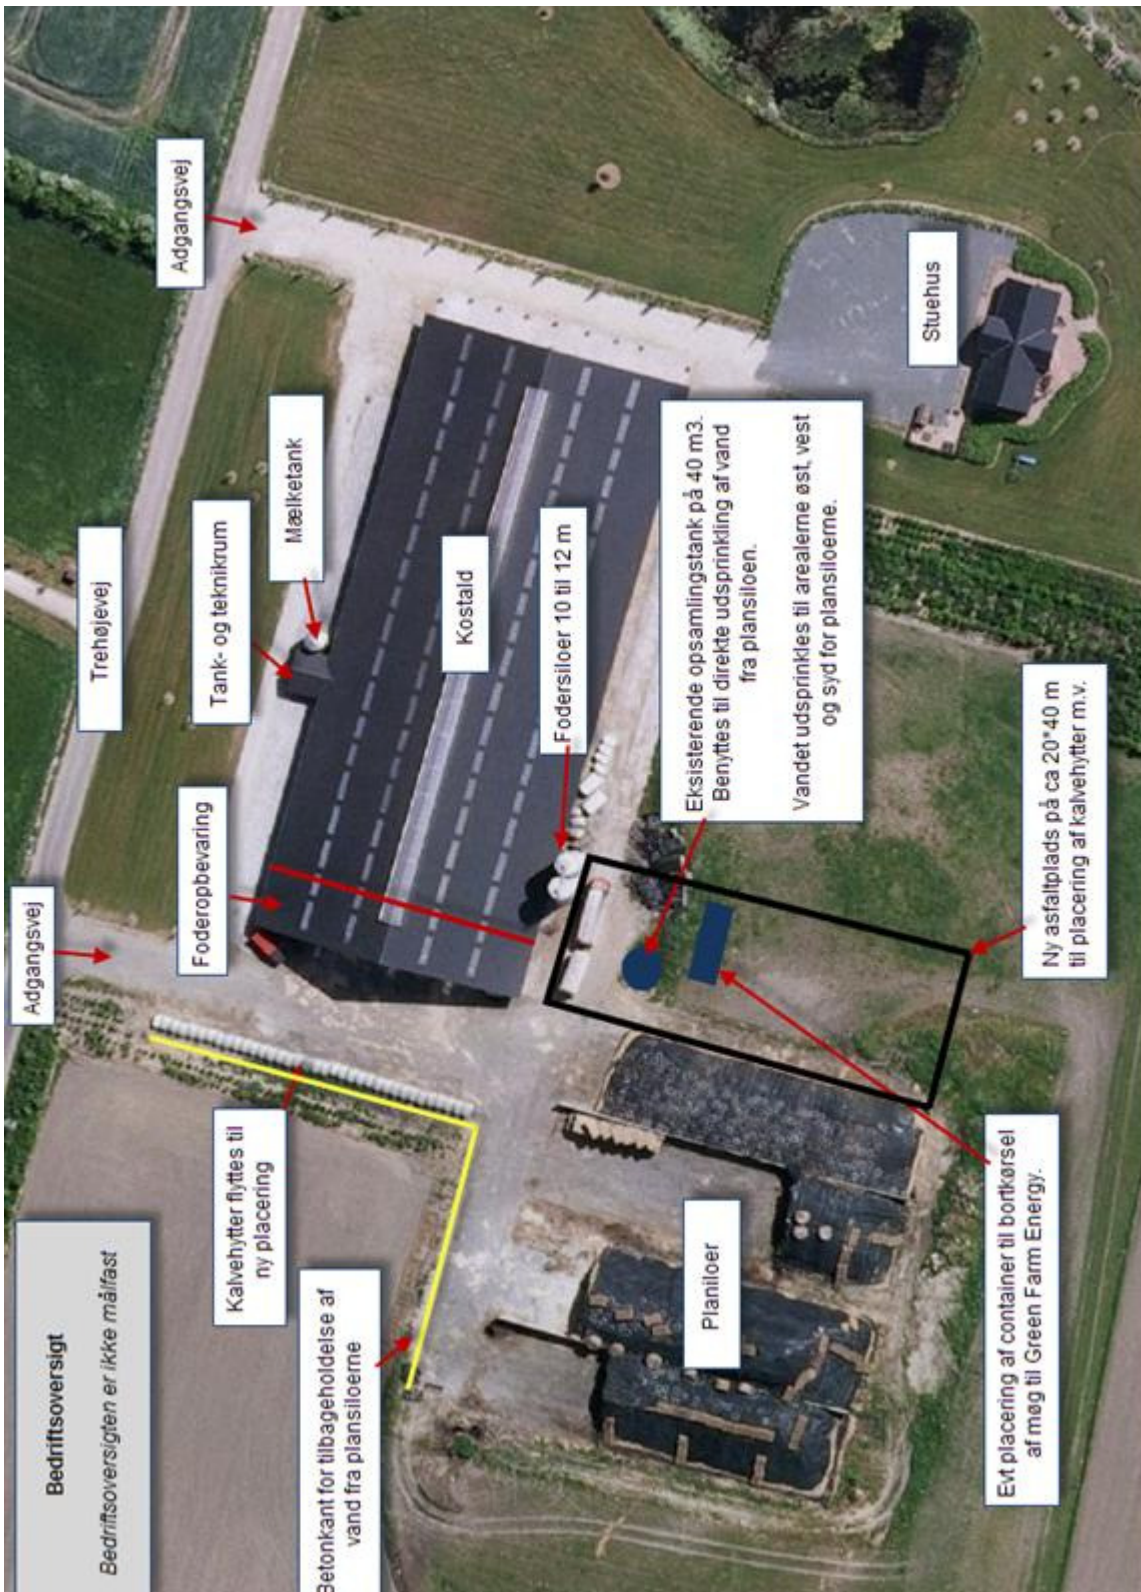 Bedriftsoversigt
Bedriftsoversigten er ikke målfast
Adgangsvej
Trehøjevej
Adgangsvej
Kalvehytter flyttes til
ny placering
Foderopbevaring
Tank- og teknikrum
Mælketank
Betonkant for tilbageholdelse af
vand fra plansiloerne
Kostald
Fodersiloer 10 til 12 m
Stuehus
Planiloer
Eksisterende opsamlingstank på 40 m3.
Benyttes til direkte udsprinkling af vand
fra plansiloen.
Vandet udsprinkles til arealerne øst, vest
og syd for plansiloerne.
Evt placering af container til bortkørsel
af møg til Green Farm Energy.
Ny asfaltplads på ca 20*40 m
til placering af kalvehytter m.v.